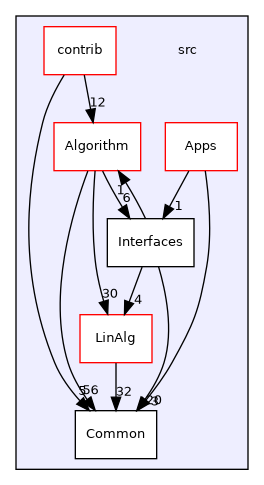 contrib
src
12
Algorithm
Apps
1
6
1
Interfaces
30
4
LinAlg
5
56
32
20
Common